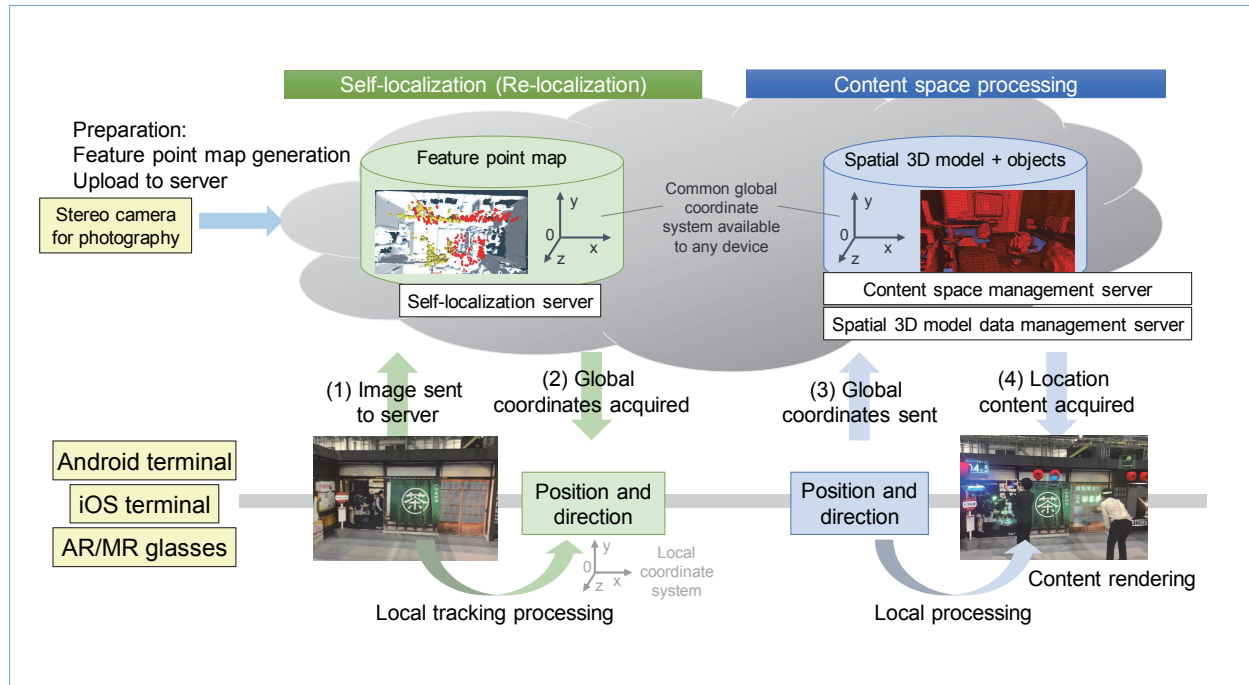 Self-localization (Re-localization)
Content space processing
Preparation:
Feature point map generation
Upload to server
Stereo camera
for photography
Feature point map
y
0
x
z
Self-localization server
Common global
coordinate
system available
to any device
Spatial 3D model + objects
y
0
x
z
Content space management server
Spatial 3D model data management server
(1) Image sent
to server
(2) Global
coordinates acquired
(3) Global
coordinates sent
(4) Location
content acquired
Android terminal
iOS terminal
AR/MR glasses
茶
Position and
direction
y
0
x
z
Local
coordinate
system
Local tracking processing
Position and
direction
茶
Content rendering
Local processing